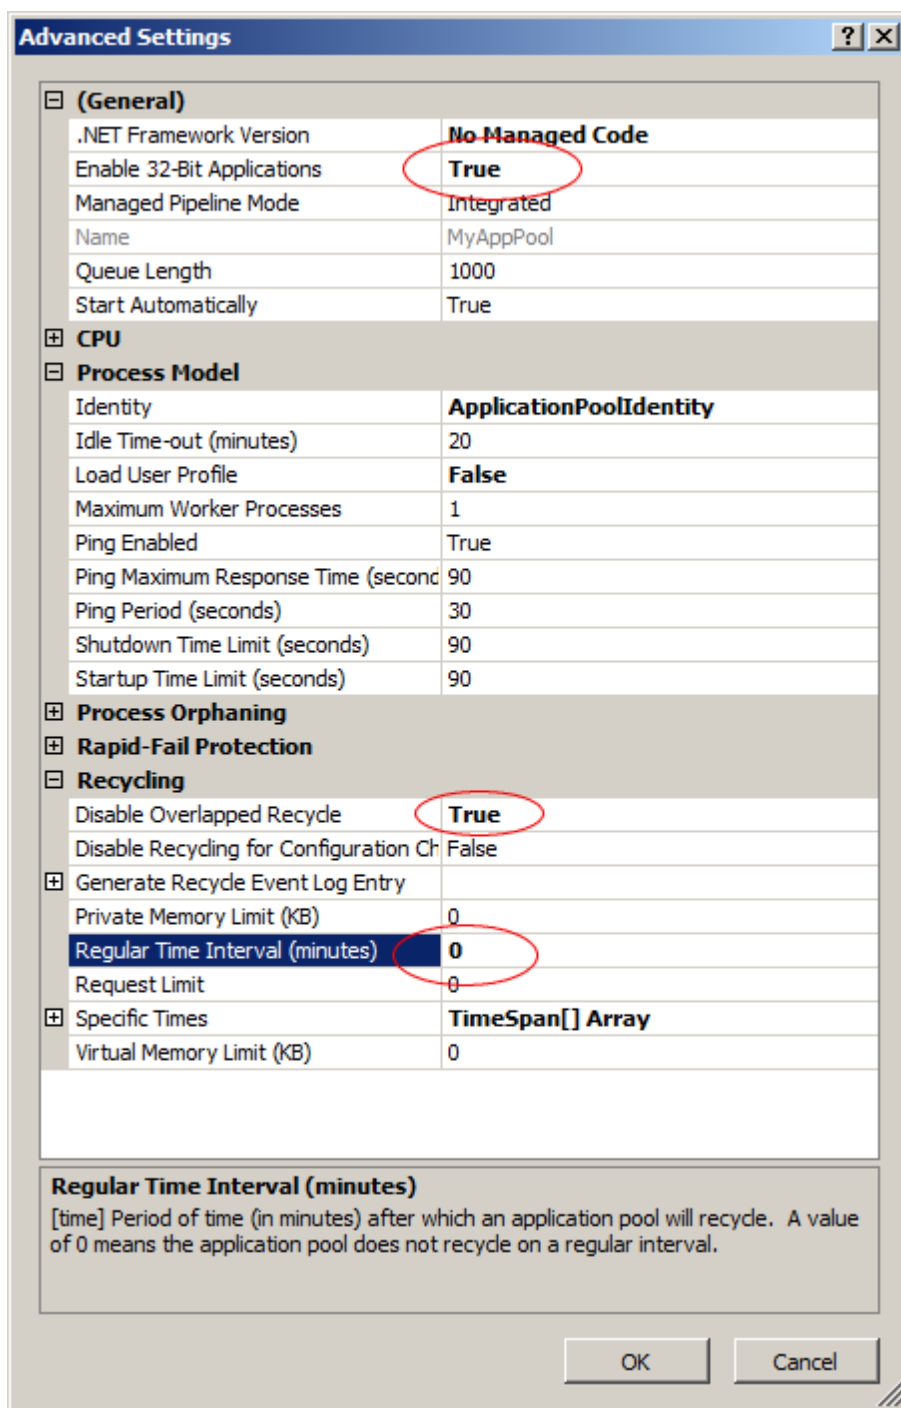 Advanced Settings
(General)
.NET Framework Version No Managed Code
Enable 32-Bit Applications True
Managed Pipeline Mode Integrated
Name MyAppPool
Queue Length 1000
Start Automatically True
CPU
Process Model
Identity ApplicationPoolIdentity
Idle Time-out (minutes) 20
Load User Profile False
Maximum Worker Processes 1
Ping Enabled True
Ping Maximum Response Time (second 90
Ping Period (seconds) 30
Shutdown Time Limit (seconds) 90
Startup Time Limit (seconds) 90
Process Orphaning
Rapid-Fail Protection
Recycling
Disable Overlapped Recycle True
Disable Recycling for Configuration Ch False
Generate Recycle Event Log Entry
Private Memory Limit (KB) 0
Regular Time Interval (minutes) 0
Request Limit 0
Specific Times TimeSpan[] Array
Virtual Memory Limit (KB) 0
Regular Time Interval (minutes)
[time] Period of time (in minutes) after which an application pool will recycle. A value
of 0 means the application pool does not recycle on a regular interval.
OK Cancel